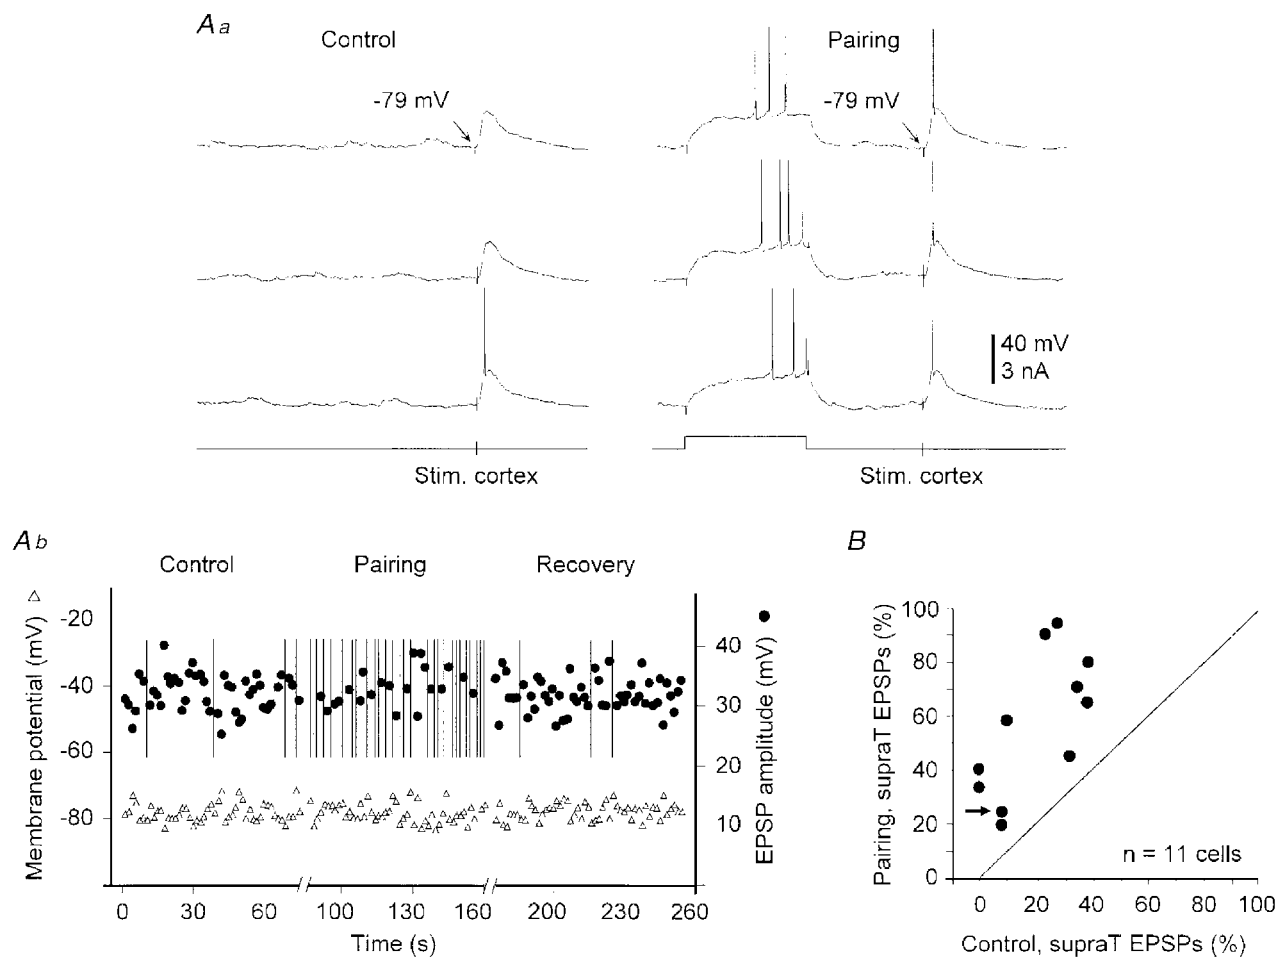 Aa
Control
Pairing
-79 mV
-79 mV
40 mV
3 nA
Stim. cortex
Stim. cortex
Ab
Control
Pairing
Recovery
Membrane potential (mV) △
-20
-40
-60
-80
EPSP amplitude (mV) ●
40
30
20
10
0
30
60
100
130
160
200
230
260
Time (s)
B
Pairing, supraT EPSPs (%)
100
80
60
40
20
0
n = 11 cells
0
20
40
60
80
100
Control, supraT EPSPs (%)